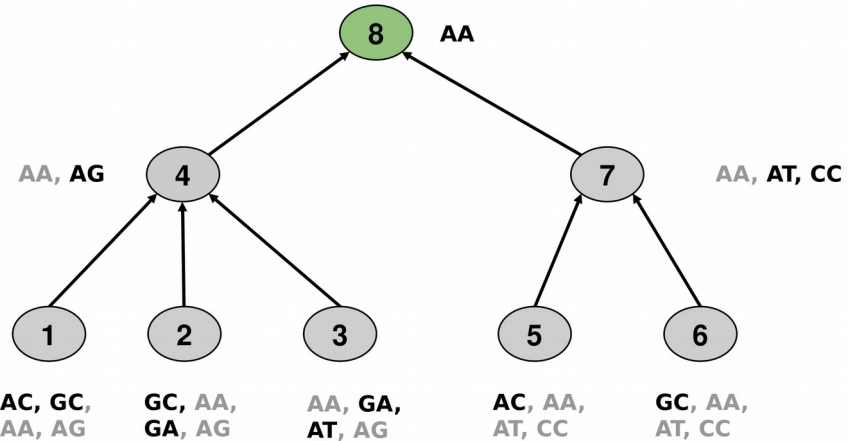 8 AA
AA, AG 4 7 AA, AT, CC
1 2 3 5 6
AC, GC, GC, AA, AA, GA, AC, AA, GC, AA,
AA, AG GA, AG AT, AG AT, CC AT, CC